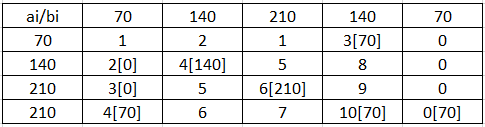 ai/bi 70 140 210 140 70
70 1 2 1 3[70] 0
140 2[0] 4[140] 5 8 0
210 3[0] 5 6[210] 9 0
210 4[70] 6 7 10[70] 0[70]